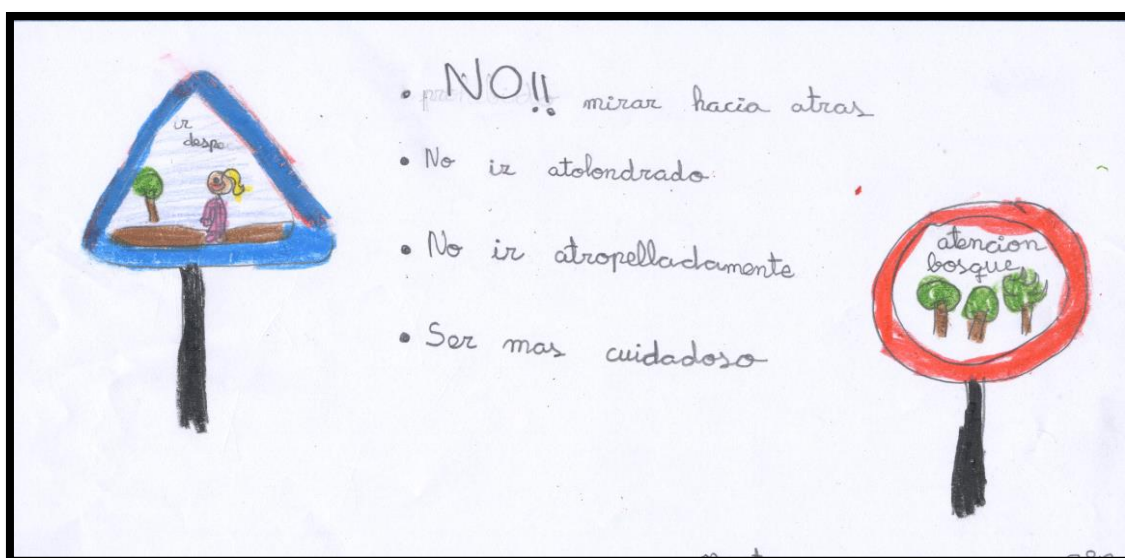 ir
despa
• NO!! mirar hacia atras
• No ir atolondrado
• No ir atropelladamente
• Ser mas cuidadoso
atencion
bosque